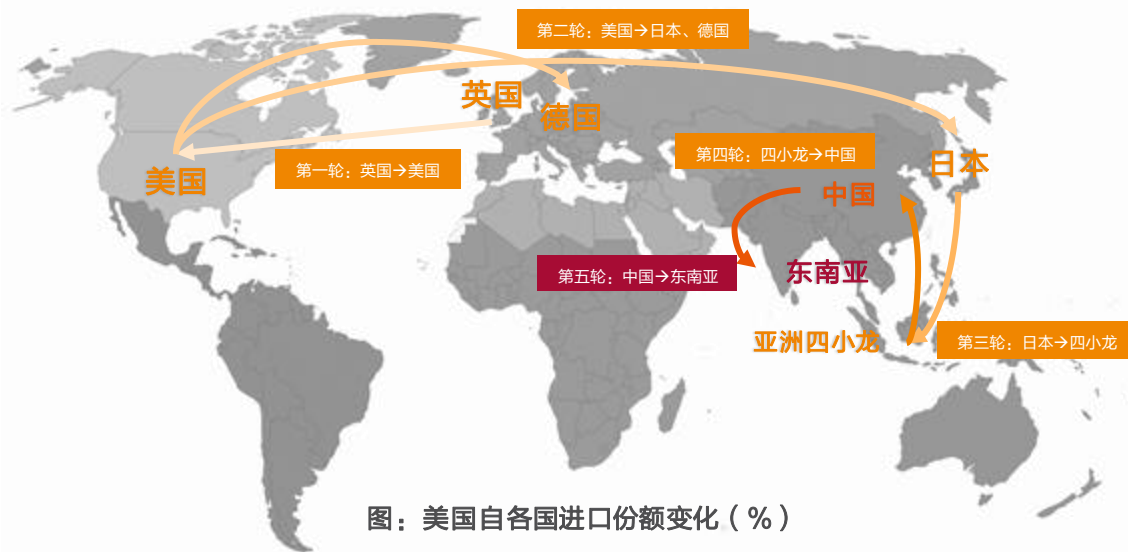 第二轮：美国→日本、德国
英国
德国
第四轮：四小龙→中国
日本
第一轮：英国→美国
美国
中国
第五轮：中国→东南亚
东南亚
亚洲四小龙
第三轮：日本→四小龙
图：美国自各国进口份额变化（%）